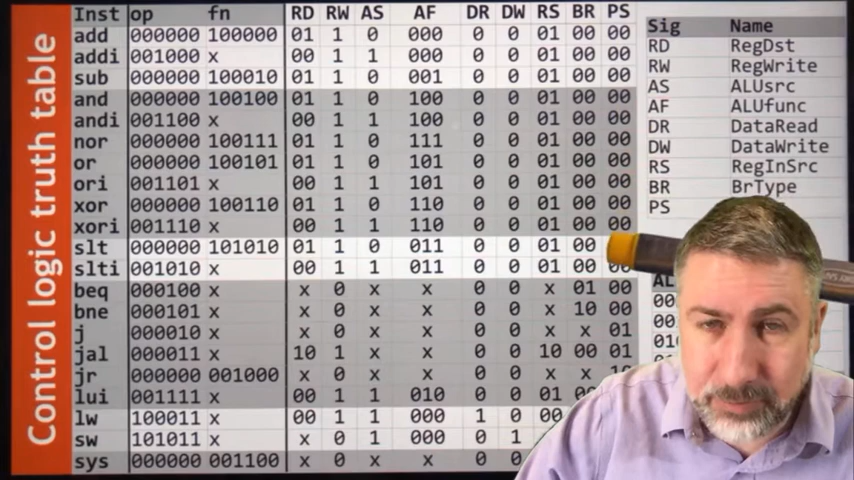 Control logic truth table
Inst op fn RD RW AS AF DR DW RS BR PS
add 000000 100000 01 1 0 000 0 0 01 00 00
addi 001000 x 00 1 1 000 0 0 01 00 00
sub 000000 100010 01 1 0 001 0 0 01 00 00
and 000000 100100 01 1 0 100 0 0 01 00 00
andi 001100 x 00 1 1 100 0 0 01 00 00
nor 000000 100111 01 1 0 111 0 0 01 00 00
or 000000 100101 01 1 0 101 0 0 01 00 00
ori 001101 x 00 1 1 101 0 0 01 00 00
xor 000000 100110 01 1 0 110 0 0 01 00 00
xori 001110 x 00 1 1 110 0 0 01 00 00
slt 000000 101010 01 1 0 011 0 0 01 00
slti 001010 x 00 1 1 011 0 0 01 00 00
beq 000100 x x 0 x x 0 0 x 01 00
bne 000101 x x 0 x x 0 0 x 10 00
j 000010 x x 0 x x 0 0 x x 01
jal 000011 x 10 1 x x 0 0 10 00 01
jr 000000 001000 x 0 x x 0 0 x x
lui 001111 x 00 1 1 010 0 0 01
lw 100011 x 00 1 1 000 1 0 00
sw 101011 x x 0 1 000 0 1
sys 000000 001100 x 0 x x 0 0
Sig Name
RD RegDst
RW RegWrite
AS ALUsrc
AF ALUfunc
DR DataRead
DW DataWrite
RS RegInSrc
BR BrType
PS